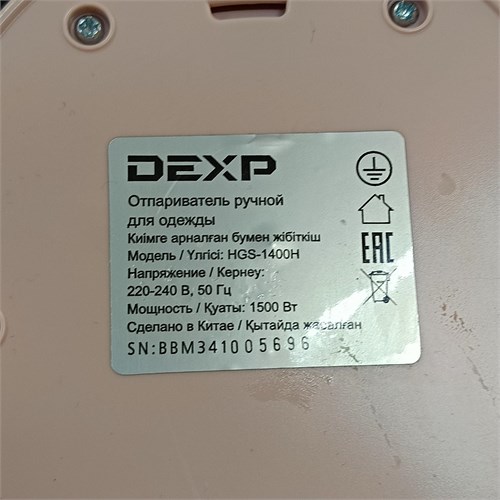 DEXP
Отпариватель ручной
для одежды
Киімге арналған бумен жібіткіш
Модель / Үлгісі: HGS-1400H
Напряжение / Кернеу:
220-240 В, 50 Гц
Мощность / Қуаты: 1500 Вт
Сделано в Китае / Қытайда жасалған
SN:BBM341005696
EAC